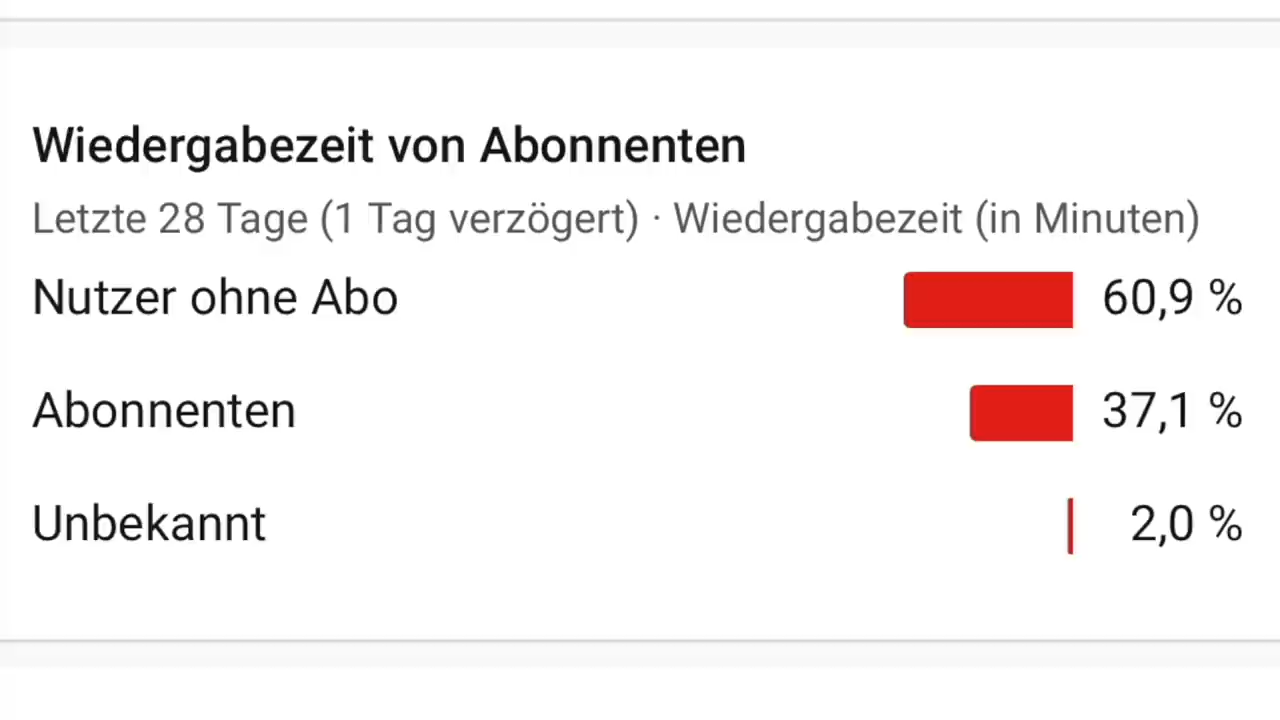 Wiedergabezeit von Abonnenten
Letzte 28 Tage (1 Tag verzögert) · Wiedergabezeit (in Minuten)
Nutzer ohne Abo 60,9 %
Abonnenten 37,1 %
Unbekannt 2,0 %